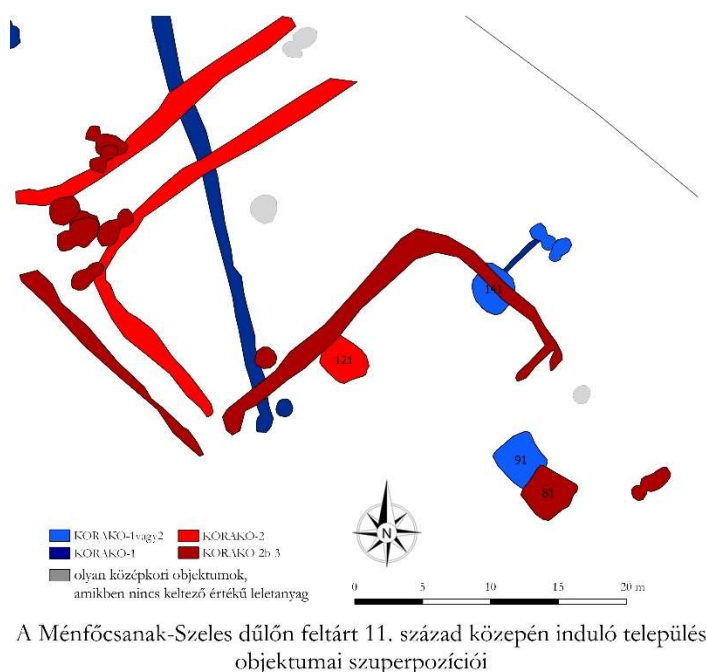 141
121
91
81
KORAKO-1vagy2
KORAKO-2
KORAKO-1
KORAKO 2b-3
olyan középkori objektumok,
amikben nincs keltező értékű leletanyag
N
0 5 10 15 20 m
A Ménfőcsanak-Szeles dűlőn feltárt 11. század közepén induló település
objektumai szuperpozíciói